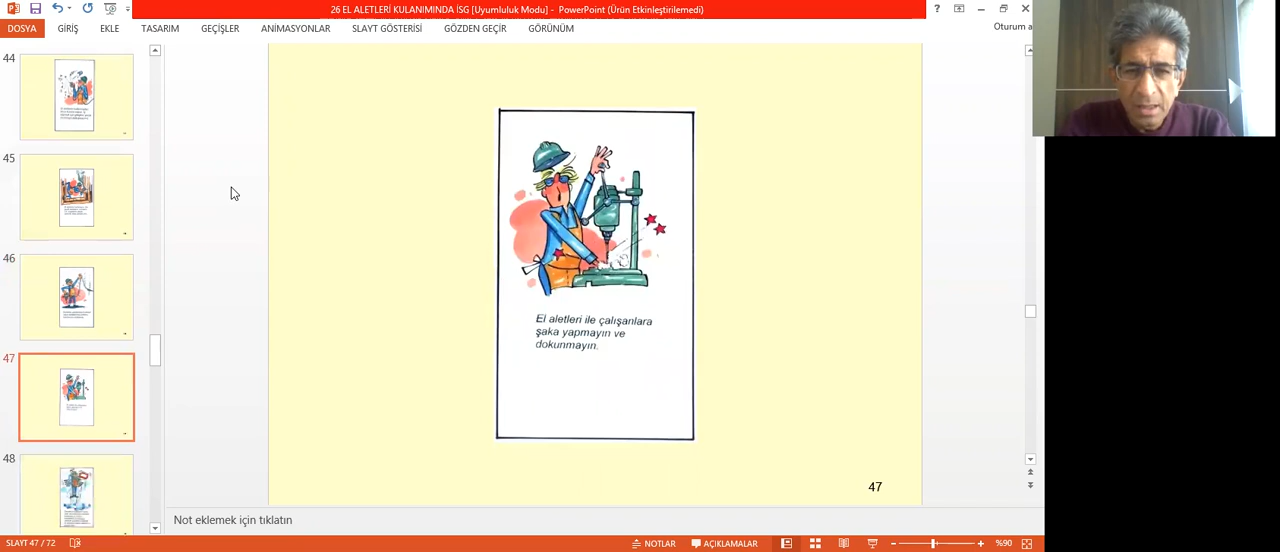 26 EL ALETLERİ KULANIMINDA İSG [Uyumluluk Modu] - PowerPoint (Ürün Etkinleştirilemedi)
?
DOSYA GİRİŞ EKLE TASARIM GEÇİŞLER ANİMASYONLAR SLAYT GÖSTERİSİ GÖZDEN GEÇİR GÖRÜNÜM
Oturum a
44
45
46
47
48
El aletleri ile çalışanlara
şaka yapmayın ve
dokunmayın.
47
Not eklemek için tıklatın
SLAYT 47 / 72
NOTLAR AÇIKLAMALAR
%90